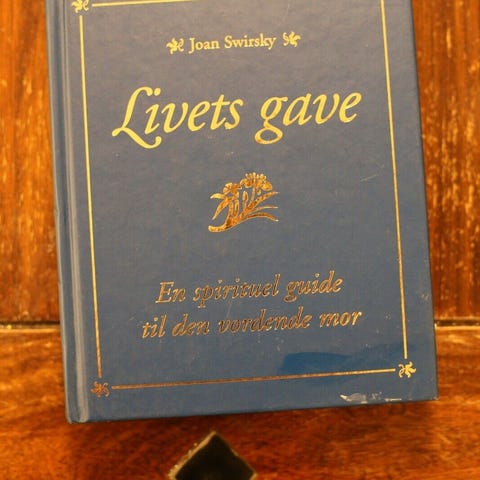 Joan Swirsky
Livets gave
En spirituel guide
til den vordende mor